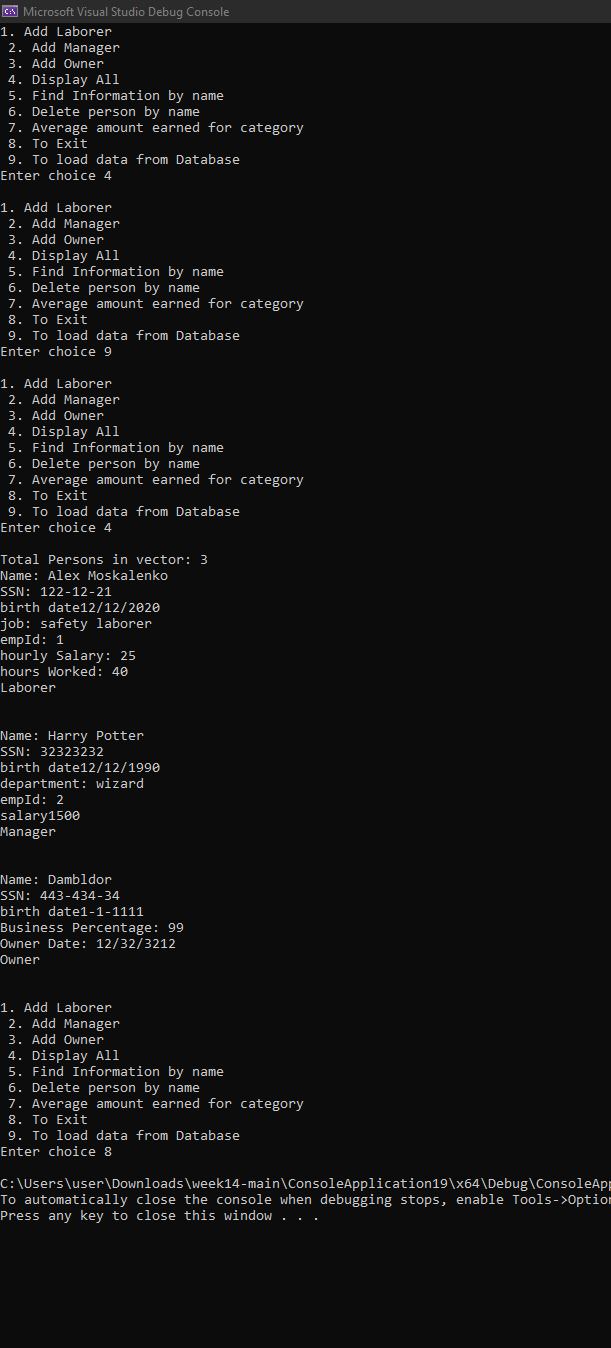 Microsoft Visual Studio Debug Console
1. Add Laborer
2. Add Manager
3. Add Owner
4. Display All
5. Find Information by name
6. Delete person by name
7. Average amount earned for category
8. To Exit
9. To load data from Database
Enter choice 4
1. Add Laborer
2. Add Manager
3. Add Owner
4. Display All
5. Find Information by name
6. Delete person by name
7. Average amount earned for category
8. To Exit
9. To load data from Database
Enter choice 9
1. Add Laborer
2. Add Manager
3. Add Owner
4. Display All
5. Find Information by name
6. Delete person by name
7. Average amount earned for category
8. To Exit
9. To load data from Database
Enter choice 4
Total Persons in vector: 3
Name: Alex Moskalenko
SSN: 122-12-21
birth date12/12/2020
job: safety laborer
empId: 1
hourly Salary: 25
hours Worked: 40
Laborer
Name: Harry Potter
SSN: 32323232
birth date12/12/1990
department: wizard
empId: 2
salary1500
Manager
Name: Dambldor
SSN: 443-434-34
birth date1-1-1111
Business Percentage: 99
Owner Date: 12/32/3212
Owner
1. Add Laborer
2. Add Manager
3. Add Owner
4. Display All
5. Find Information by name
6. Delete person by name
7. Average amount earned for category
8. To Exit
9. To load data from Database
Enter choice 8
C:\Users\user\Downloads\week14-main\ConsoleApplication19\x64\Debug\ConsoleApp
To automatically close the console when debugging stops, enable Tools->Option
Press any key to close this window . . .